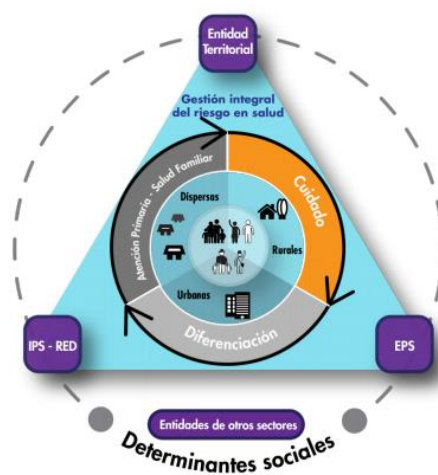 Entidad
Territorial
Gestión integral
del riesgo en salud
Atención Primario - Salud Familiar
Cuidado
Dispersas
Rurales
Urbanas
Diferenciación
IPS - RED
EPS
Entidades de otros sectores
Determinantes sociales